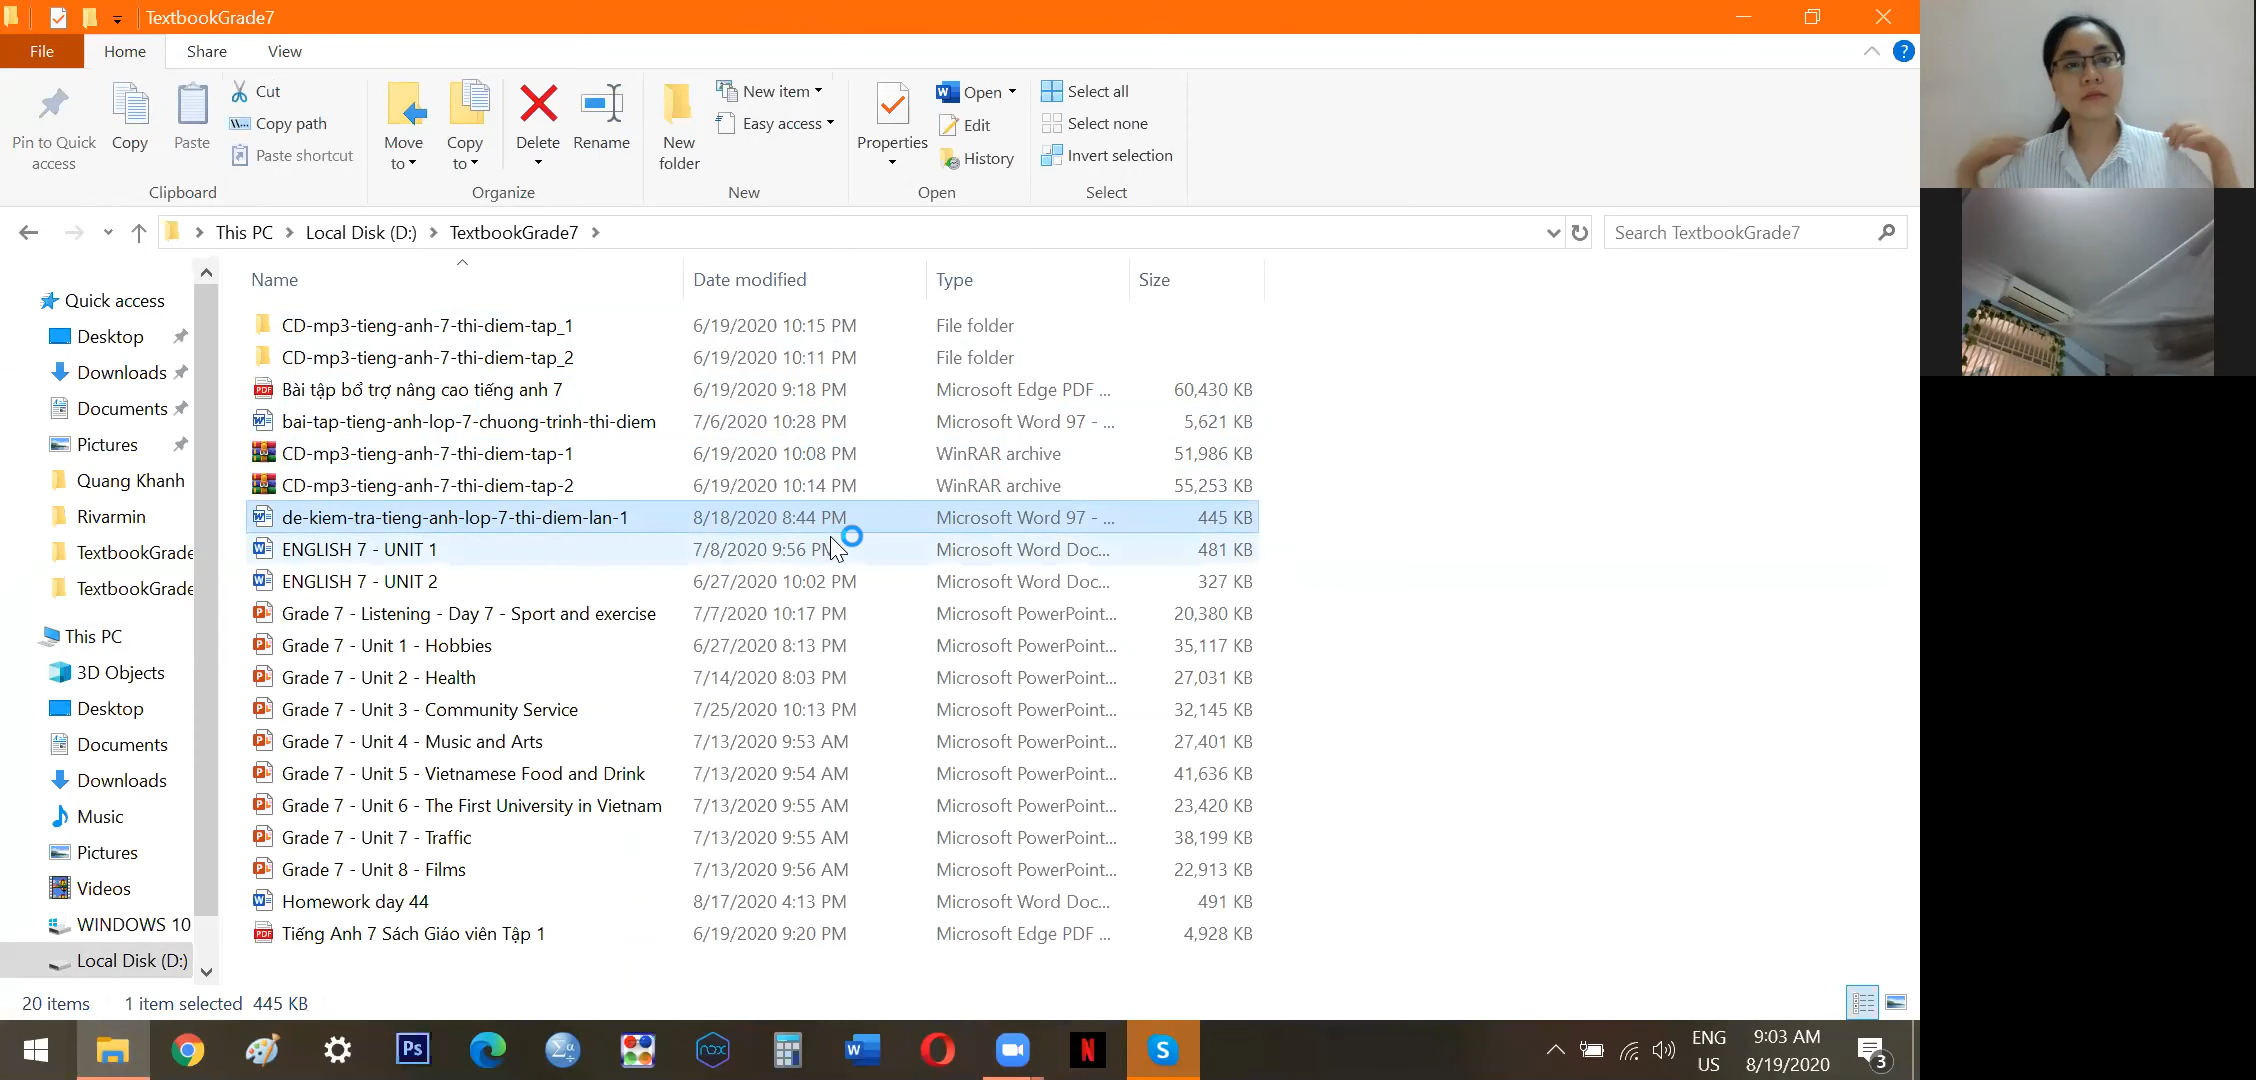 TextbookGrade7
File Home Share View
Pin to Quick access
Copy
Paste
Cut
Copy path
Paste shortcut
Clipboard
Move to
Copy to
Delete
Rename
Organize
New folder
New item
Easy access
New
Properties
Open
Edit
History
Open
Select all
Select none
Invert selection
Select
This PC Local Disk (D:) TextbookGrade7
Search TextbookGrade7
Quick access
Desktop
Downloads
Documents
Pictures
Quang Khanh
Rivarmin
TextbookGrade
TextbookGrade
This PC
3D Objects
Desktop
Documents
Downloads
Music
Pictures
Videos
WINDOWS 10
Local Disk (D:)
Name Date modified Type Size
CD-mp3-tieng-anh-7-thi-diem-tap_1 6/19/2020 10:15 PM File folder
CD-mp3-tieng-anh-7-thi-diem-tap_2 6/19/2020 10:11 PM File folder
Bài tập bổ trợ nâng cao tiếng anh 7 6/19/2020 9:18 PM Microsoft Edge PDF ... 60,430 KB
bai-tap-tieng-anh-lop-7-chuong-trinh-thi-diem 7/6/2020 10:28 PM Microsoft Word 97 - ... 5,621 KB
CD-mp3-tieng-anh-7-thi-diem-tap-1 6/19/2020 10:08 PM WinRAR archive 51,986 KB
CD-mp3-tieng-anh-7-thi-diem-tap-2 6/19/2020 10:14 PM WinRAR archive 55,253 KB
de-kiem-tra-tieng-anh-lop-7-thi-diem-lan-1 8/18/2020 8:44 PM Microsoft Word 97 - ... 445 KB
ENGLISH 7 - UNIT 1 7/8/2020 9:56 PM Microsoft Word Doc... 481 KB
ENGLISH 7 - UNIT 2 6/27/2020 10:02 PM Microsoft Word Doc... 327 KB
Grade 7 - Listening - Day 7 - Sport and exercise 7/7/2020 10:17 PM Microsoft PowerPoint... 20,380 KB
Grade 7 - Unit 1 - Hobbies 6/27/2020 8:13 PM Microsoft PowerPoint... 35,117 KB
Grade 7 - Unit 2 - Health 7/14/2020 8:03 PM Microsoft PowerPoint... 27,031 KB
Grade 7 - Unit 3 - Community Service 7/25/2020 10:13 PM Microsoft PowerPoint... 32,145 KB
Grade 7 - Unit 4 - Music and Arts 7/13/2020 9:53 AM Microsoft PowerPoint... 27,401 KB
Grade 7 - Unit 5 - Vietnamese Food and Drink 7/13/2020 9:54 AM Microsoft PowerPoint... 41,636 KB
Grade 7 - Unit 6 - The First University in Vietnam 7/13/2020 9:55 AM Microsoft PowerPoint... 23,420 KB
Grade 7 - Unit 7 - Traffic 7/13/2020 9:55 AM Microsoft PowerPoint... 38,199 KB
Grade 7 - Unit 8 - Films 7/13/2020 9:56 AM Microsoft PowerPoint... 22,913 KB
Homework day 44 8/17/2020 4:13 PM Microsoft Word Doc... 491 KB
Tiếng Anh 7 Sách Giáo viên Tập 1 6/19/2020 9:20 PM Microsoft Edge PDF ... 4,928 KB
20 items 1 item selected 445 KB
ENG
US
9:03 AM
8/19/2020
3